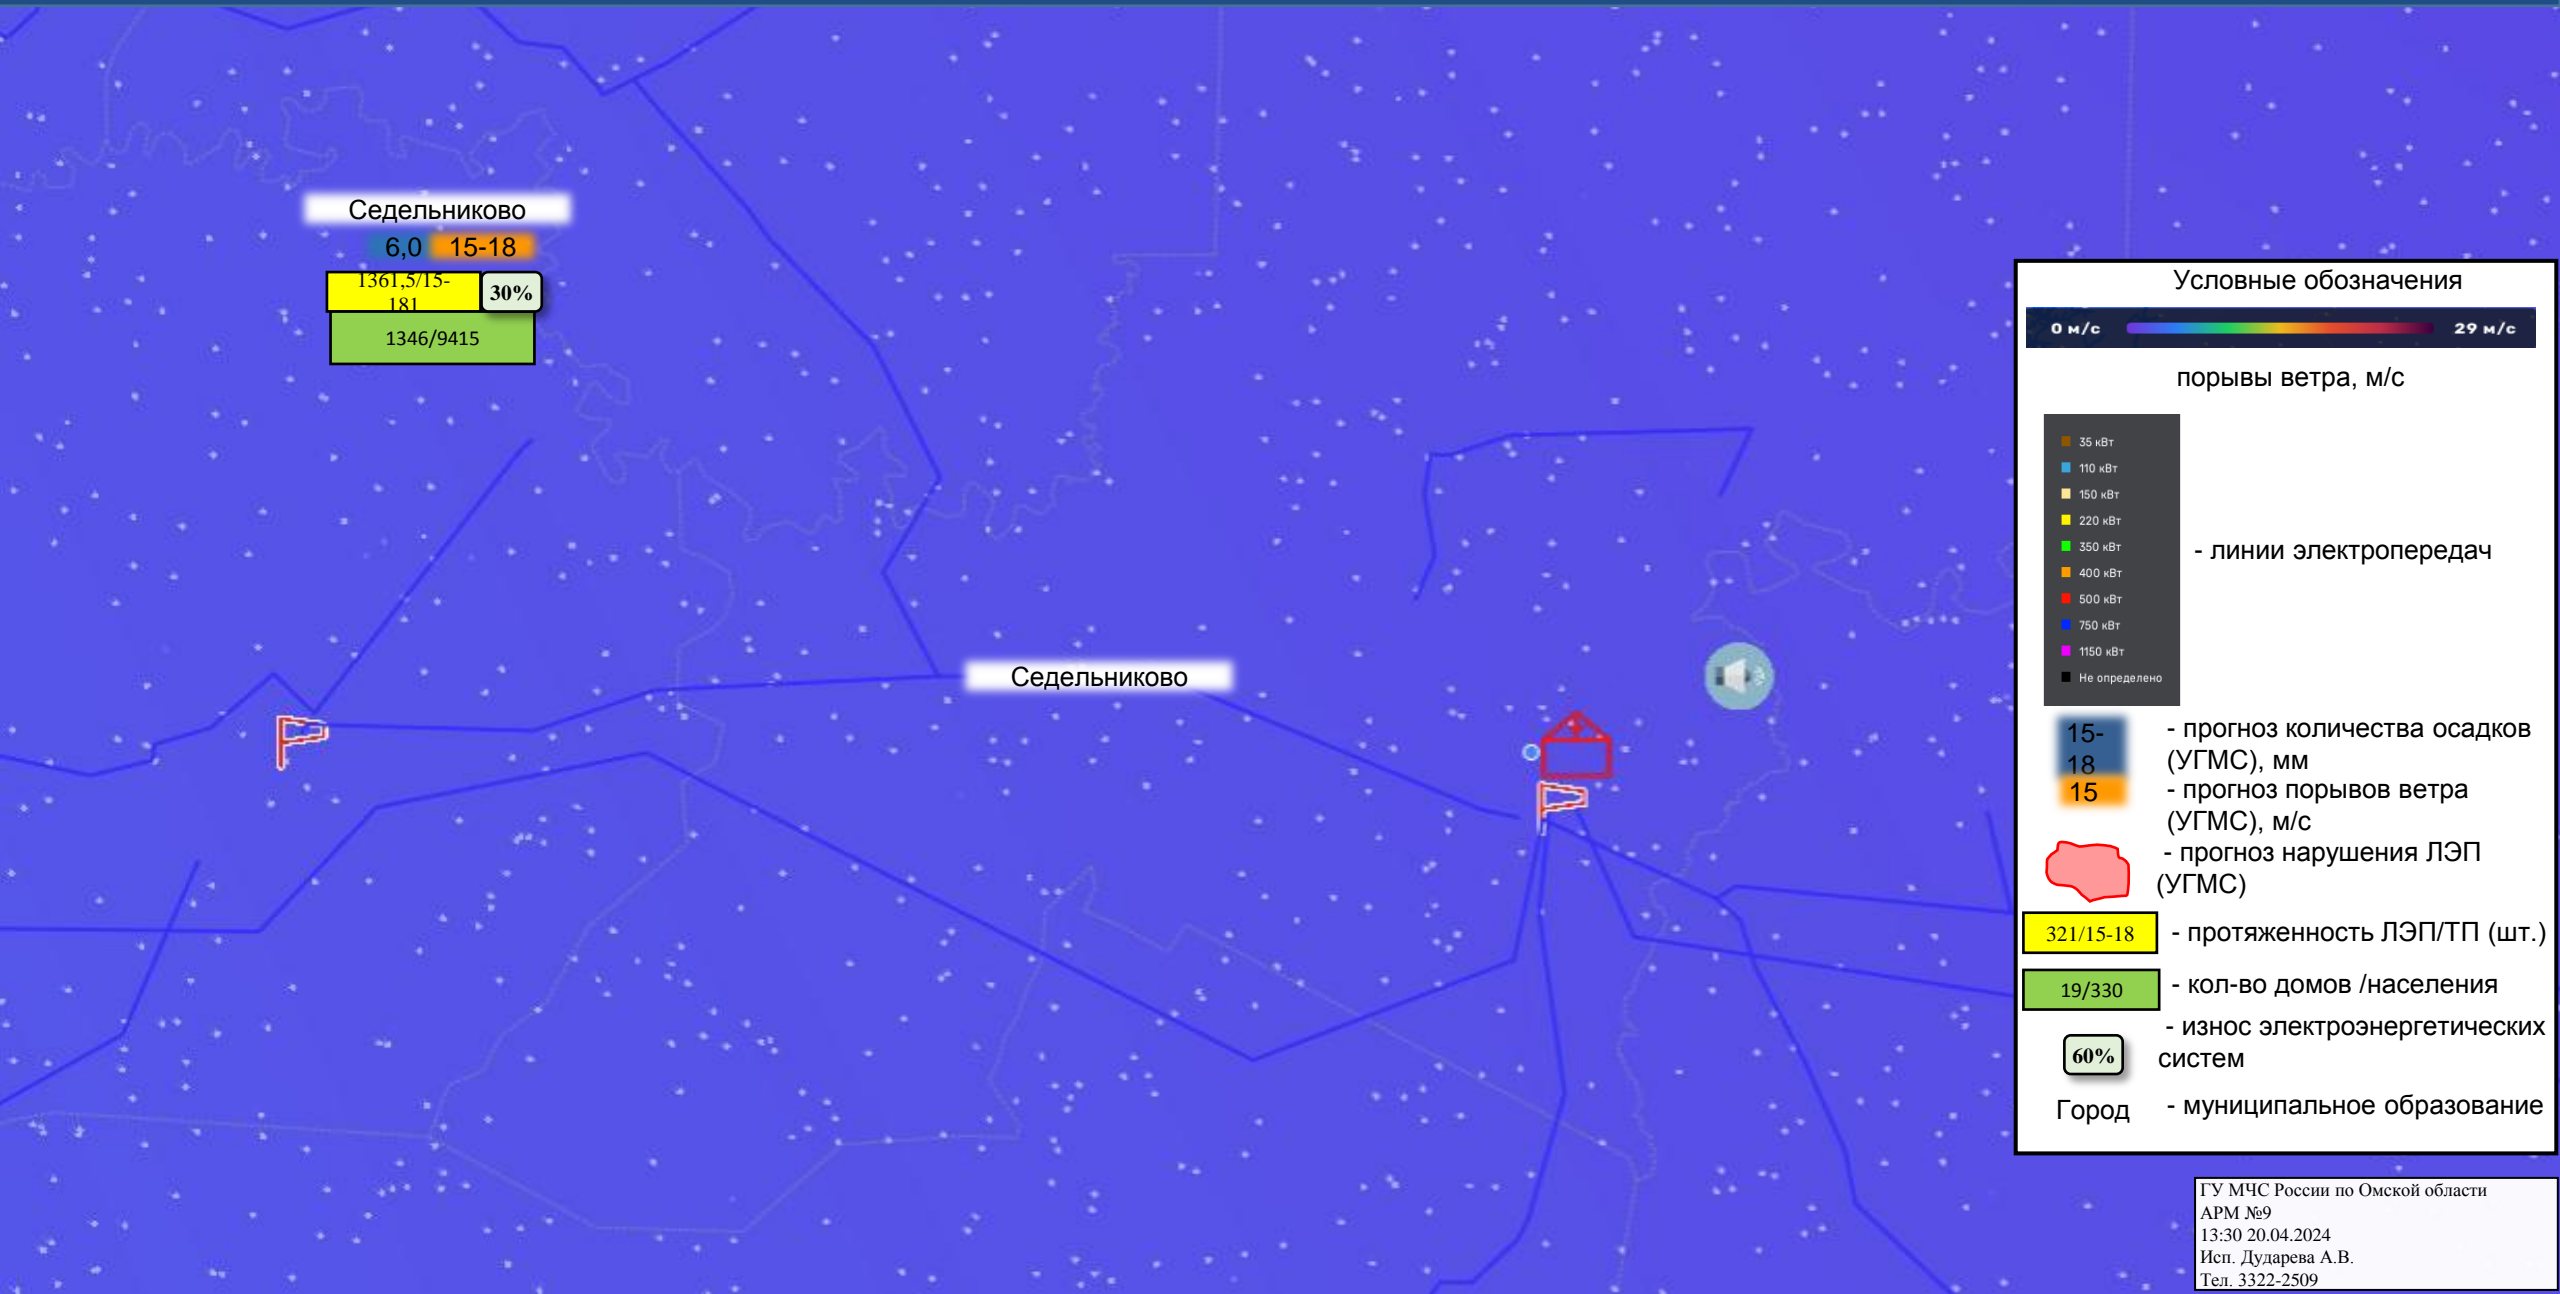 Седельниково
6,0 15-18
1361,5/15-
181
30%
1346/9415
Седельниково
Условные обозначения
0 м/с 29 м/с
порывы ветра, м/с
35 кВт
110 кВт
150 кВт
220 кВт
350 кВт
400 кВт
500 кВт
750 кВт
1150 кВт
Не определено
- линии электропередач
15-
18
- прогноз количества осадков
(УГМС), мм
15
- прогноз порывов ветра
(УГМС), м/с
- прогноз нарушения ЛЭП
(УГМС)
321/15-18
- протяженность ЛЭП/ТП (шт.)
19/330
- кол-во домов /населения
60%
- износ электроэнергетических
систем
Город
- муниципальное образование
ГУ МЧС России по Омской области
АРМ №9
13:30 20.04.2024
Исп. Дударева А.В.
Тел. 3322-2509